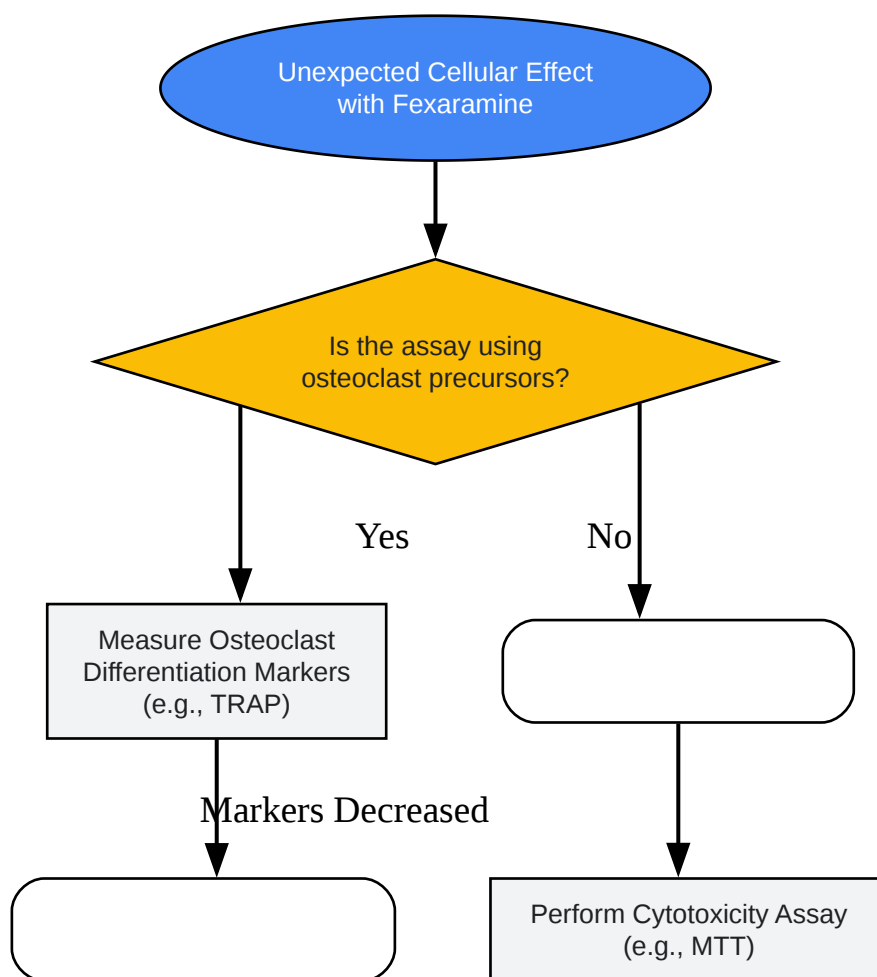 Unexpected Cellular Effect
with Fexaramine
Is the assay using
osteoclast precursors?
Yes
No
Measure Osteoclast
Differentiation Markers
(e.g., TRAP)
Markers Decreased
Perform Cytotoxicity Assay
(e.g., MTT)